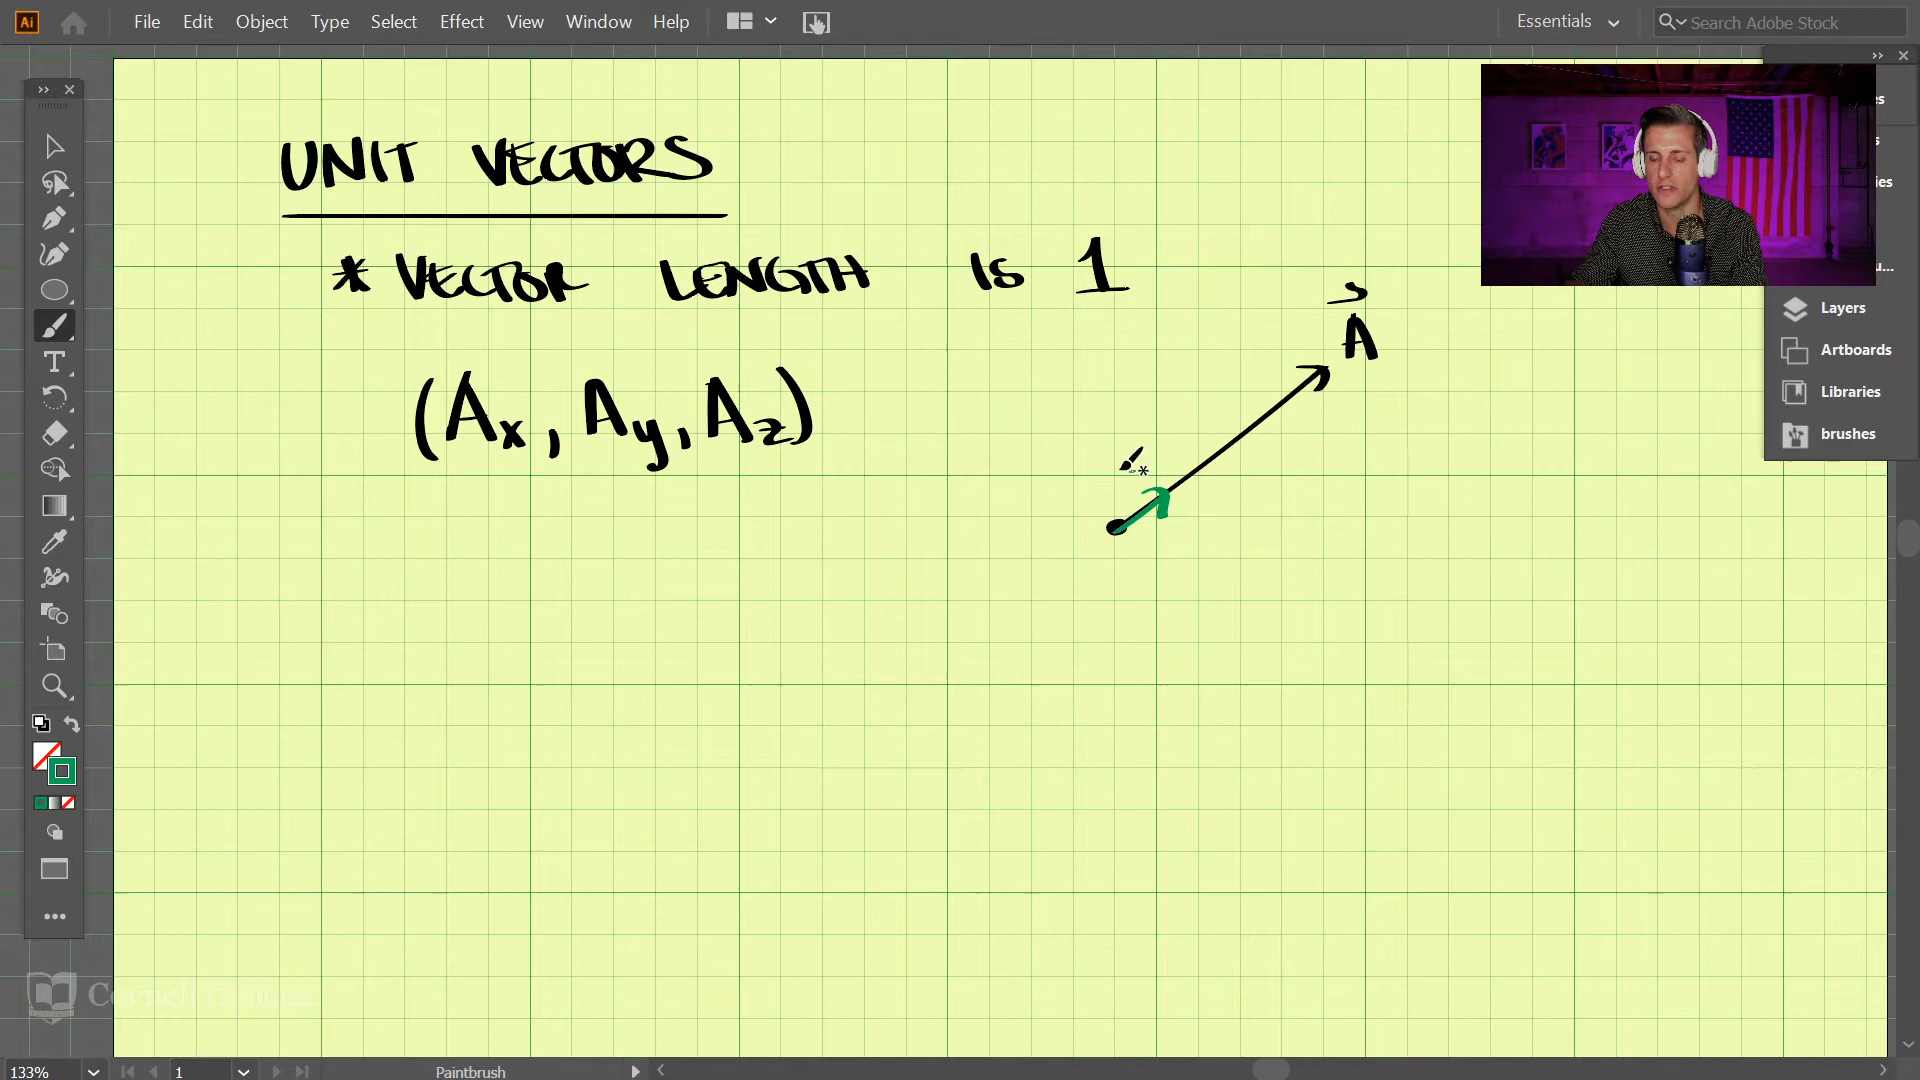 Ai File Edit Object Type Select Effect View Window Help Essentials Search Adobe Stock
UNIT VECTORS
* VECTOR LENGTH IS 1
A
(Ax, Ay, Az)
Layers
Artboards
Libraries
brushes
133% 1 Paintbrush